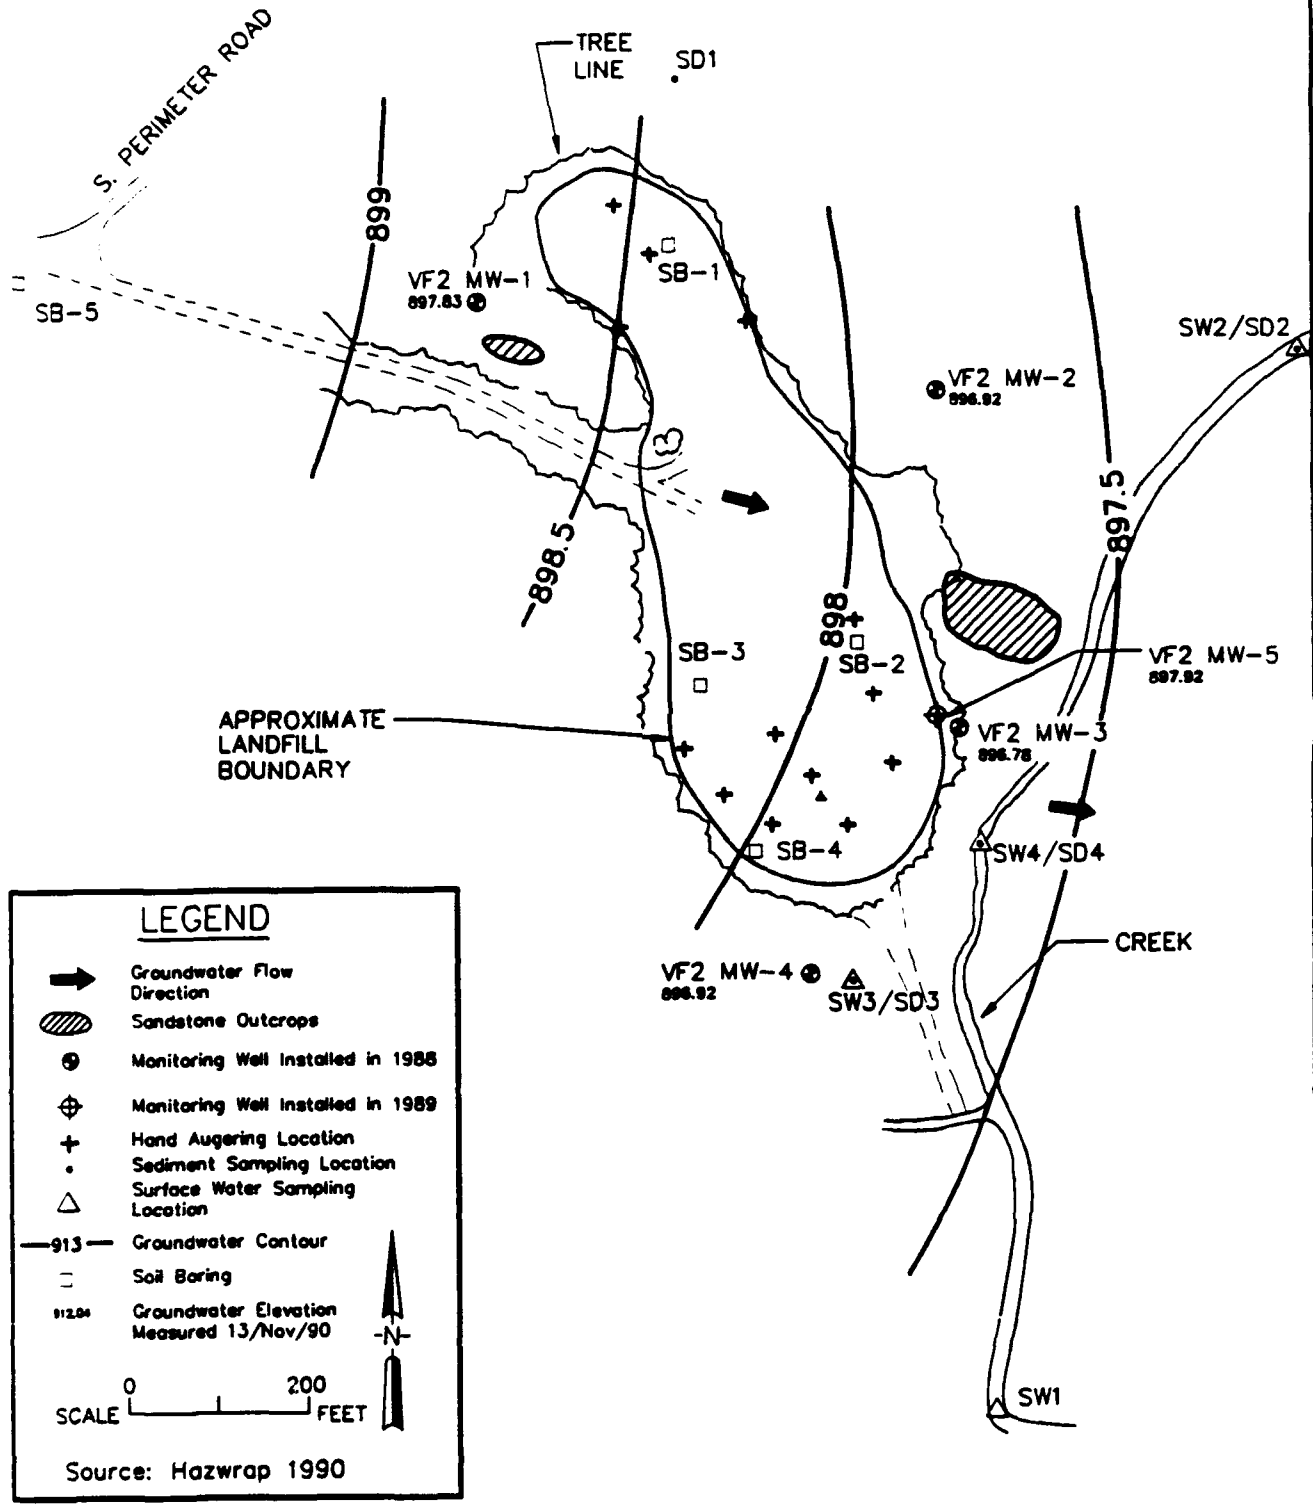 S. PERIMETER ROAD
TREE
LINE
SD1
899
VF2 MW-1
897.83
SB-1
SB-5
SW2/SD2
VF2 MW-2
896.92
898.5
897.5
898
SB-3
SB-2
VF2 MW-5
897.92
APPROXIMATE
LANDFILL
BOUNDARY
VF2 MW-3
896.78
SB-4
SW4/SD4
CREEK
VF2 MW-4
896.92
SW3/SD3
SW1
LEGEND
Groundwater Flow
Direction
Sandstone Outcrops
Monitoring Well Installed in 1988
Monitoring Well Installed in 1989
Hand Augering Location
Sediment Sampling Location
Surface Water Sampling
Location
913
Groundwater Contour
Soil Boring
912.04
Groundwater Elevation
Measured 13/Nov/90
-N-
0 200
SCALE FEET
Source: Hazwrap 1990